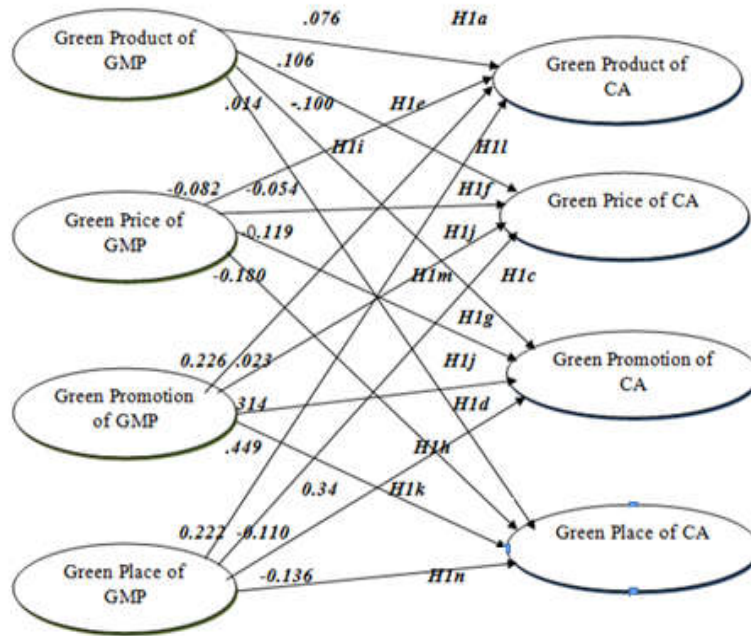 .076 H1a
Green Product of
GMP
Green Product of
CA
.106
.014 -.100 H1e
H1i H1l
-0.082 -0.054 H1f
Green Price of
GMP
Green Price of CA
-0.119 H1j
-0.180 H1m H1c
H1g
0.226 .023 H1j
Green Promotion of
CA
Green Promotion
of GMP
314 H1d
.449 H1h
0.34 H1k
0.222 -0.110
Green Place of CA
Green Place of
GMP
-0.136 H1n